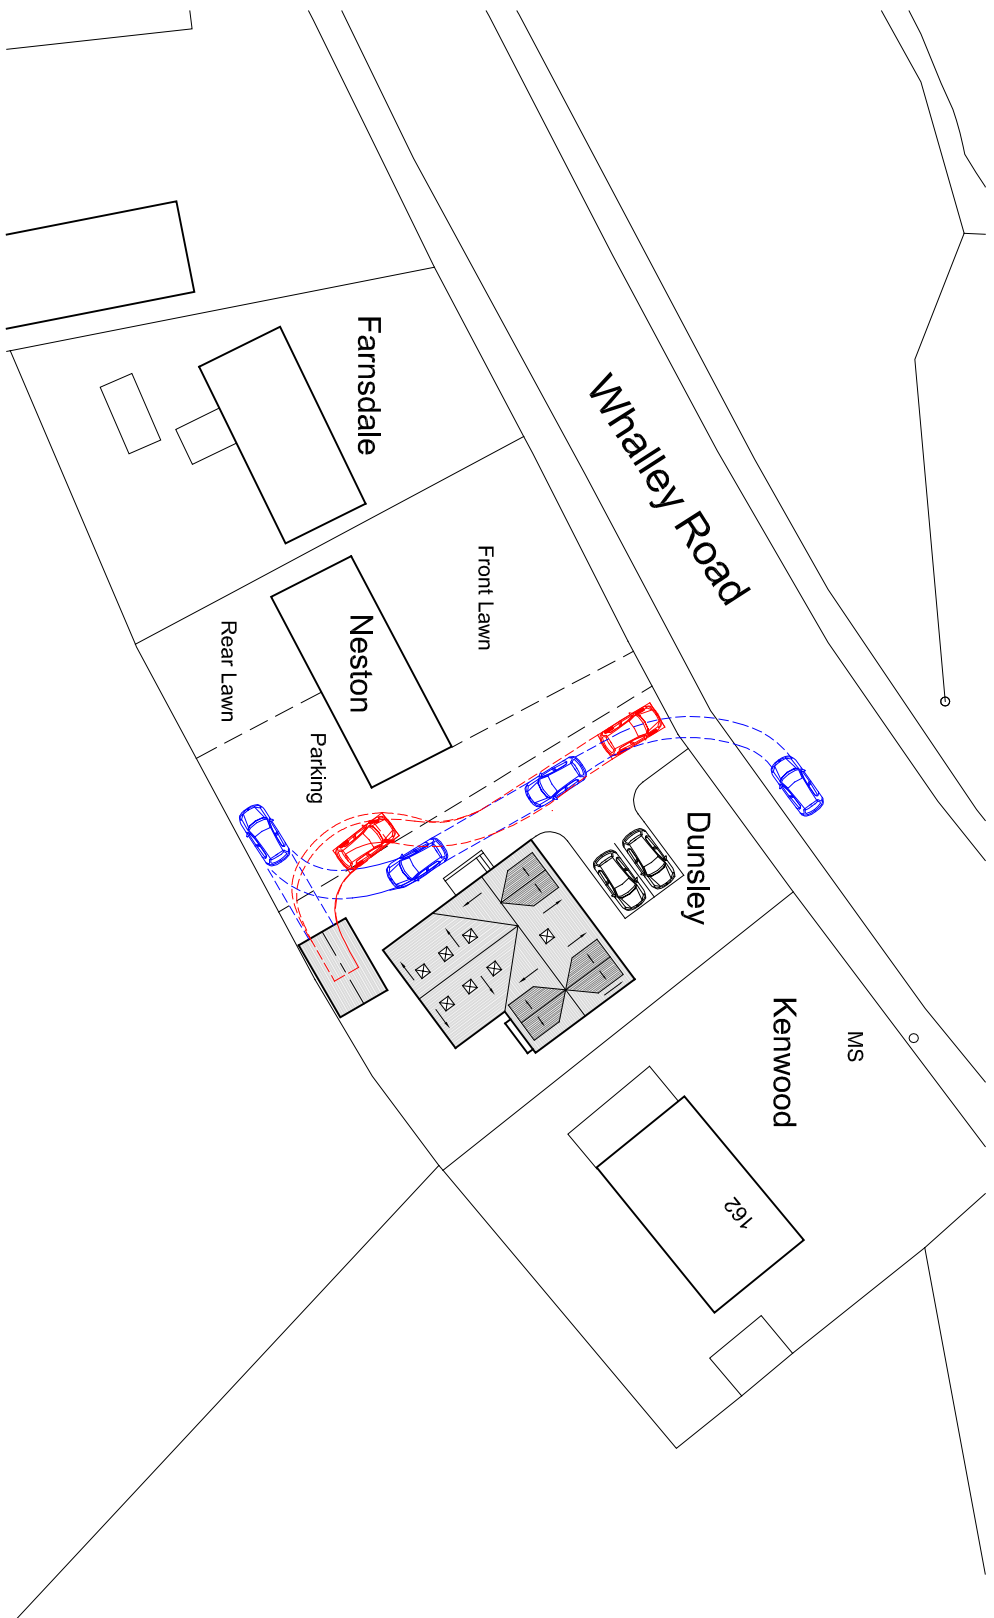 Whalley Road
Farnsdale
Front Lawn
Neston
Rear Lawn
Parking
Dunsley
Kenwood
MS
162